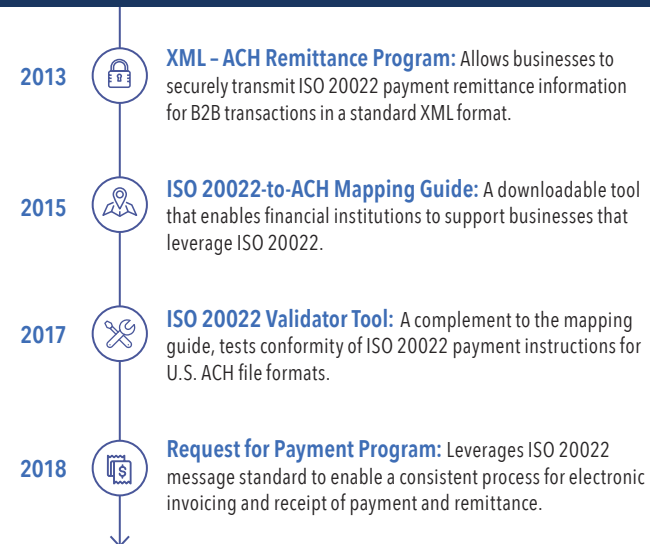 2013
XML – ACH Remittance Program: Allows businesses to
securely transmit ISO 20022 payment remittance information
for B2B transactions in a standard XML format.
2015
ISO 20022-to-ACH Mapping Guide: A downloadable tool
that enables financial institutions to support businesses that
leverage ISO 20022.
2017
ISO 20022 Validator Tool: A complement to the mapping
guide, tests conformity of ISO 20022 payment instructions for
U.S. ACH file formats.
2018
$
Request for Payment Program: Leverages ISO 20022
message standard to enable a consistent process for electronic
invoicing and receipt of payment and remittance.